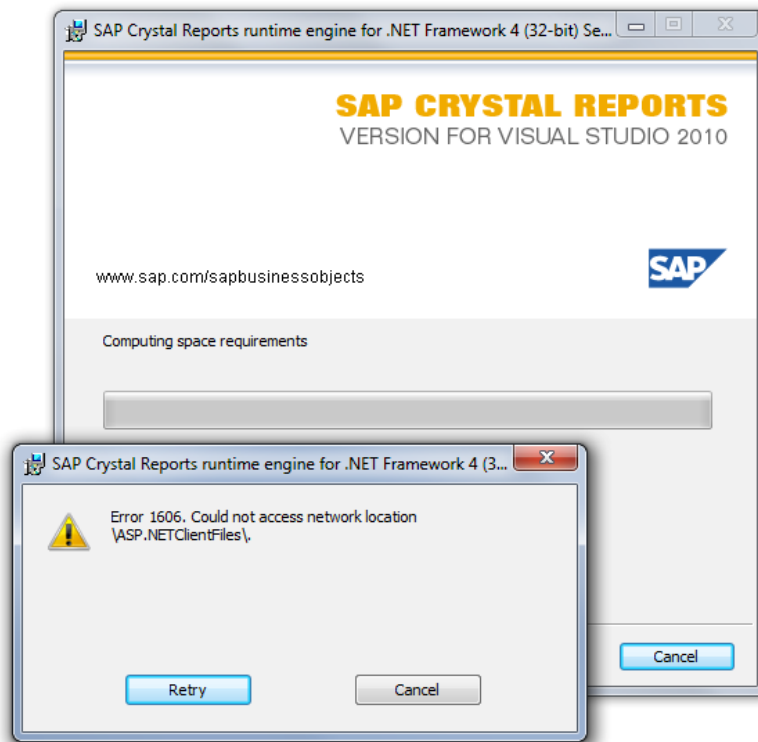 SAP Crystal Reports runtime engine for .NET Framework 4 (32-bit) Se...
SAP CRYSTAL REPORTS
VERSION FOR VISUAL STUDIO 2010
www.sap.com/sapbusinessobjects
SAP
Computing space requirements
SAP Crystal Reports runtime engine for .NET Framework 4 (3...
Error 1606. Could not access network location
\ASP.NETClientFiles\.
Retry
Cancel
Cancel